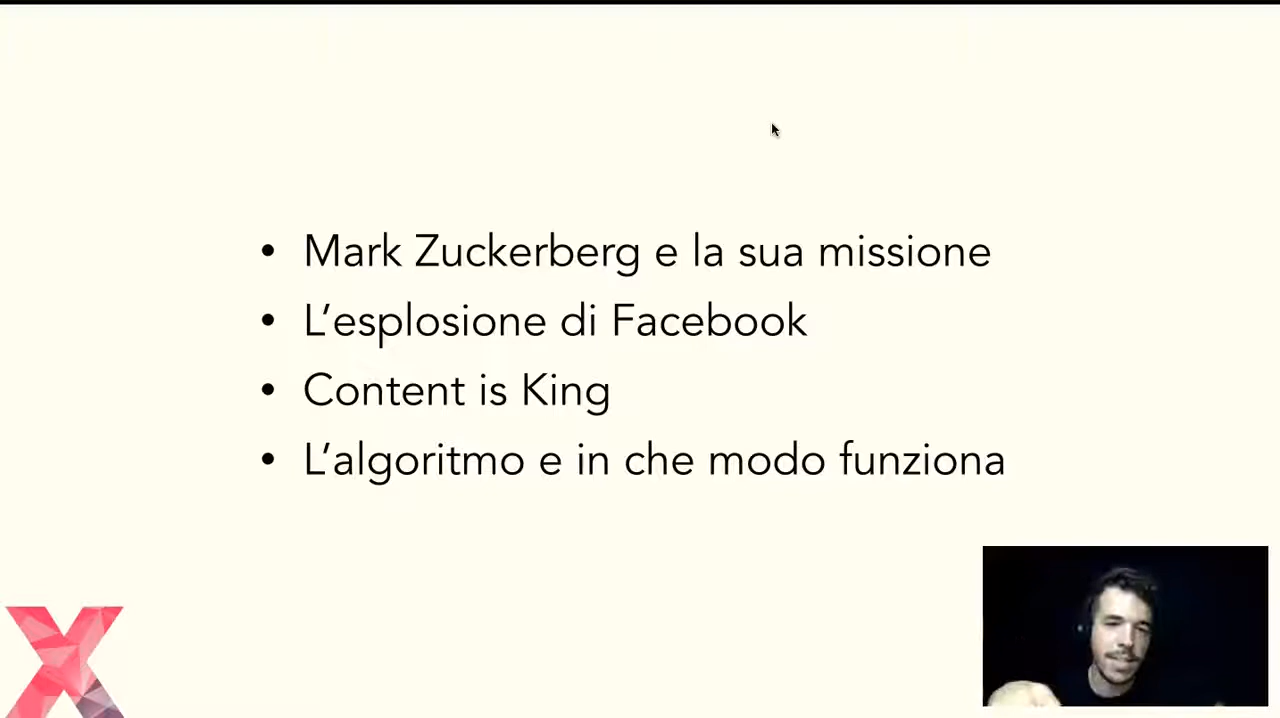 • Mark Zuckerberg e la sua missione
• L’esplosione di Facebook
• Content is King
• L’algoritmo e in che modo funziona
X